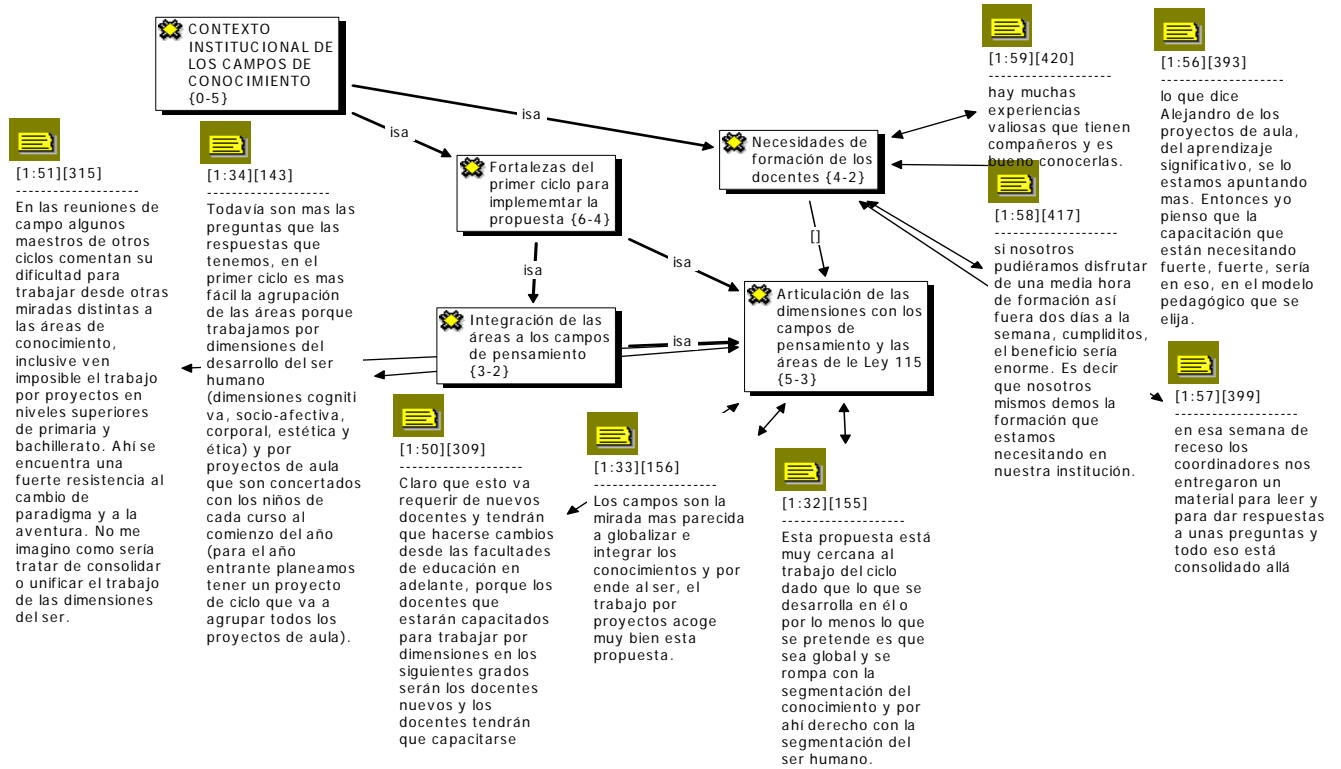 CONTEXTO
INSTITUCIONAL DE
LOS CAMPOS DE
CONOCIMIENTO
{0-5}
isa
isa
Necesidades de
formación de los
docentes {4-2}
Fortalezas del
primer ciclo para
implememtar la
propuesta {6-4}
isa
isa
[]
Integración de las
áreas a los campos
de pensamiento
{3-2}
isa
Articulación de las
dimensiones con los
campos de
pensamiento y las
áreas de le Ley 115
{5-3}
[1:51][315]
--------------------
En las reuniones de
campo algunos
maestros de otros
ciclos comentan su
dificultad para
trabajar desde otras
miradas distintas a
las áreas de
conocimiento,
inclusive ven
imposible el trabajo
por proyectos en
niveles superiores
de primaria y
bachillerato. Ahí se
encuentra una
fuerte resistencia al
cambio de
paradigma y a la
aventura. No me
imagino como sería
tratar de consolidar
o unificar el trabajo
de las dimensiones
del ser.
[1:34][143]
--------------------
Todavía son mas las
preguntas que las
respuestas que
tenemos, en el
primer ciclo es mas
fácil la agrupación
de las áreas porque
trabajamos por
dimensiones del
desarrollo del ser
humano
(dimensiones cogniti
va, socio-afectiva,
corporal, estética y
ética) y por
proyectos de aula
que son concertados
con los niños de
cada curso al
comienzo del año
(para el año
entrante planeamos
tener un proyecto
de ciclo que va a
agrupar todos los
proyectos de aula).
[1:50][309]
--------------------
Claro que esto va
requerir de nuevos
docentes y tendrán
que hacerse cambios
desde las facultades
de educación en
adelante, porque los
docentes que
estarán capacitados
para trabajar por
dimensiones en los
siguientes grados
serán los docentes
nuevos y los
docentes tendrán
que capacitarse
[1:33][156]
--------------------
Los campos son la
mirada mas parecida
a globalizar e
integrar los
conocimientos y por
ende al ser, el
trabajo por
proyectos acoge
muy bien esta
propuesta.
[1:32][155]
--------------------
Esta propuesta está
muy cercana al
trabajo del ciclo
dado que lo que se
desarrolla en él o
por lo menos lo que
se pretende es que
sea global y se
rompa con la
segmentación del
conocimiento y por
ahí derecho con la
segmentación del
ser humano.
[1:59][420]
--------------------
hay muchas
experiencias
valiosas que tienen
compañeros y es
bueno conocerlas.
[1:58][417]
--------------------
si nosotros
pudiéramos disfrutar
de una media hora
de formación así
fuera dos días a la
semana, cumpliditos,
el beneficio sería
enorme. Es decir
que nosotros
mismos demos la
formación que
estamos
necesitando en
nuestra institución.
[1:56][393]
--------------------
lo que dice
Alejandro de los
proyectos de aula,
del aprendizaje
significativo, se lo
estamos apuntando
mas. Entonces yo
pienso que la
capacitación que
están necesitando
fuerte, fuerte, sería
en eso, en el modelo
pedagógico que se
elija.
[1:57][399]
--------------------
en esa semana de
receso los
coordinadores nos
entregaron un
material para leer y
para dar respuestas
a unas preguntas y
todo eso está
consolidado allá